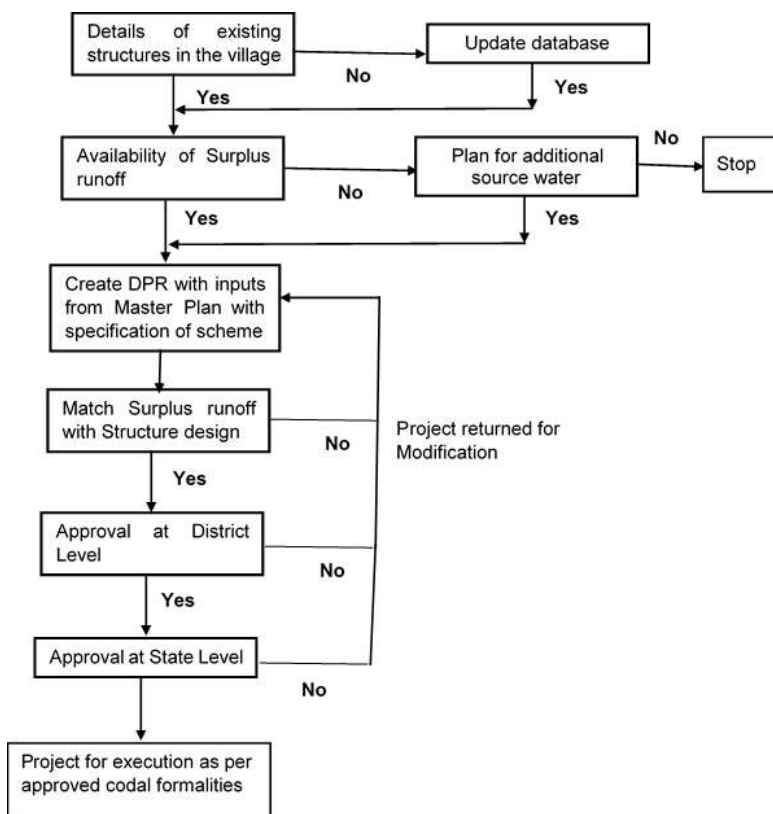 Details of existing
structures in the village
Update database
No
Yes
Yes
Availability of Surplus
runoff
Plan for additional
source water
No
Stop
No
Yes
Yes
Create DPR with inputs
from Master Plan with
specification of scheme
Match Surplus runoff
with Structure design
No
Project returned for
Modification
Yes
Approval at District
Level
No
Yes
Approval at State Level
No
Project for execution as per
approved codal formalities